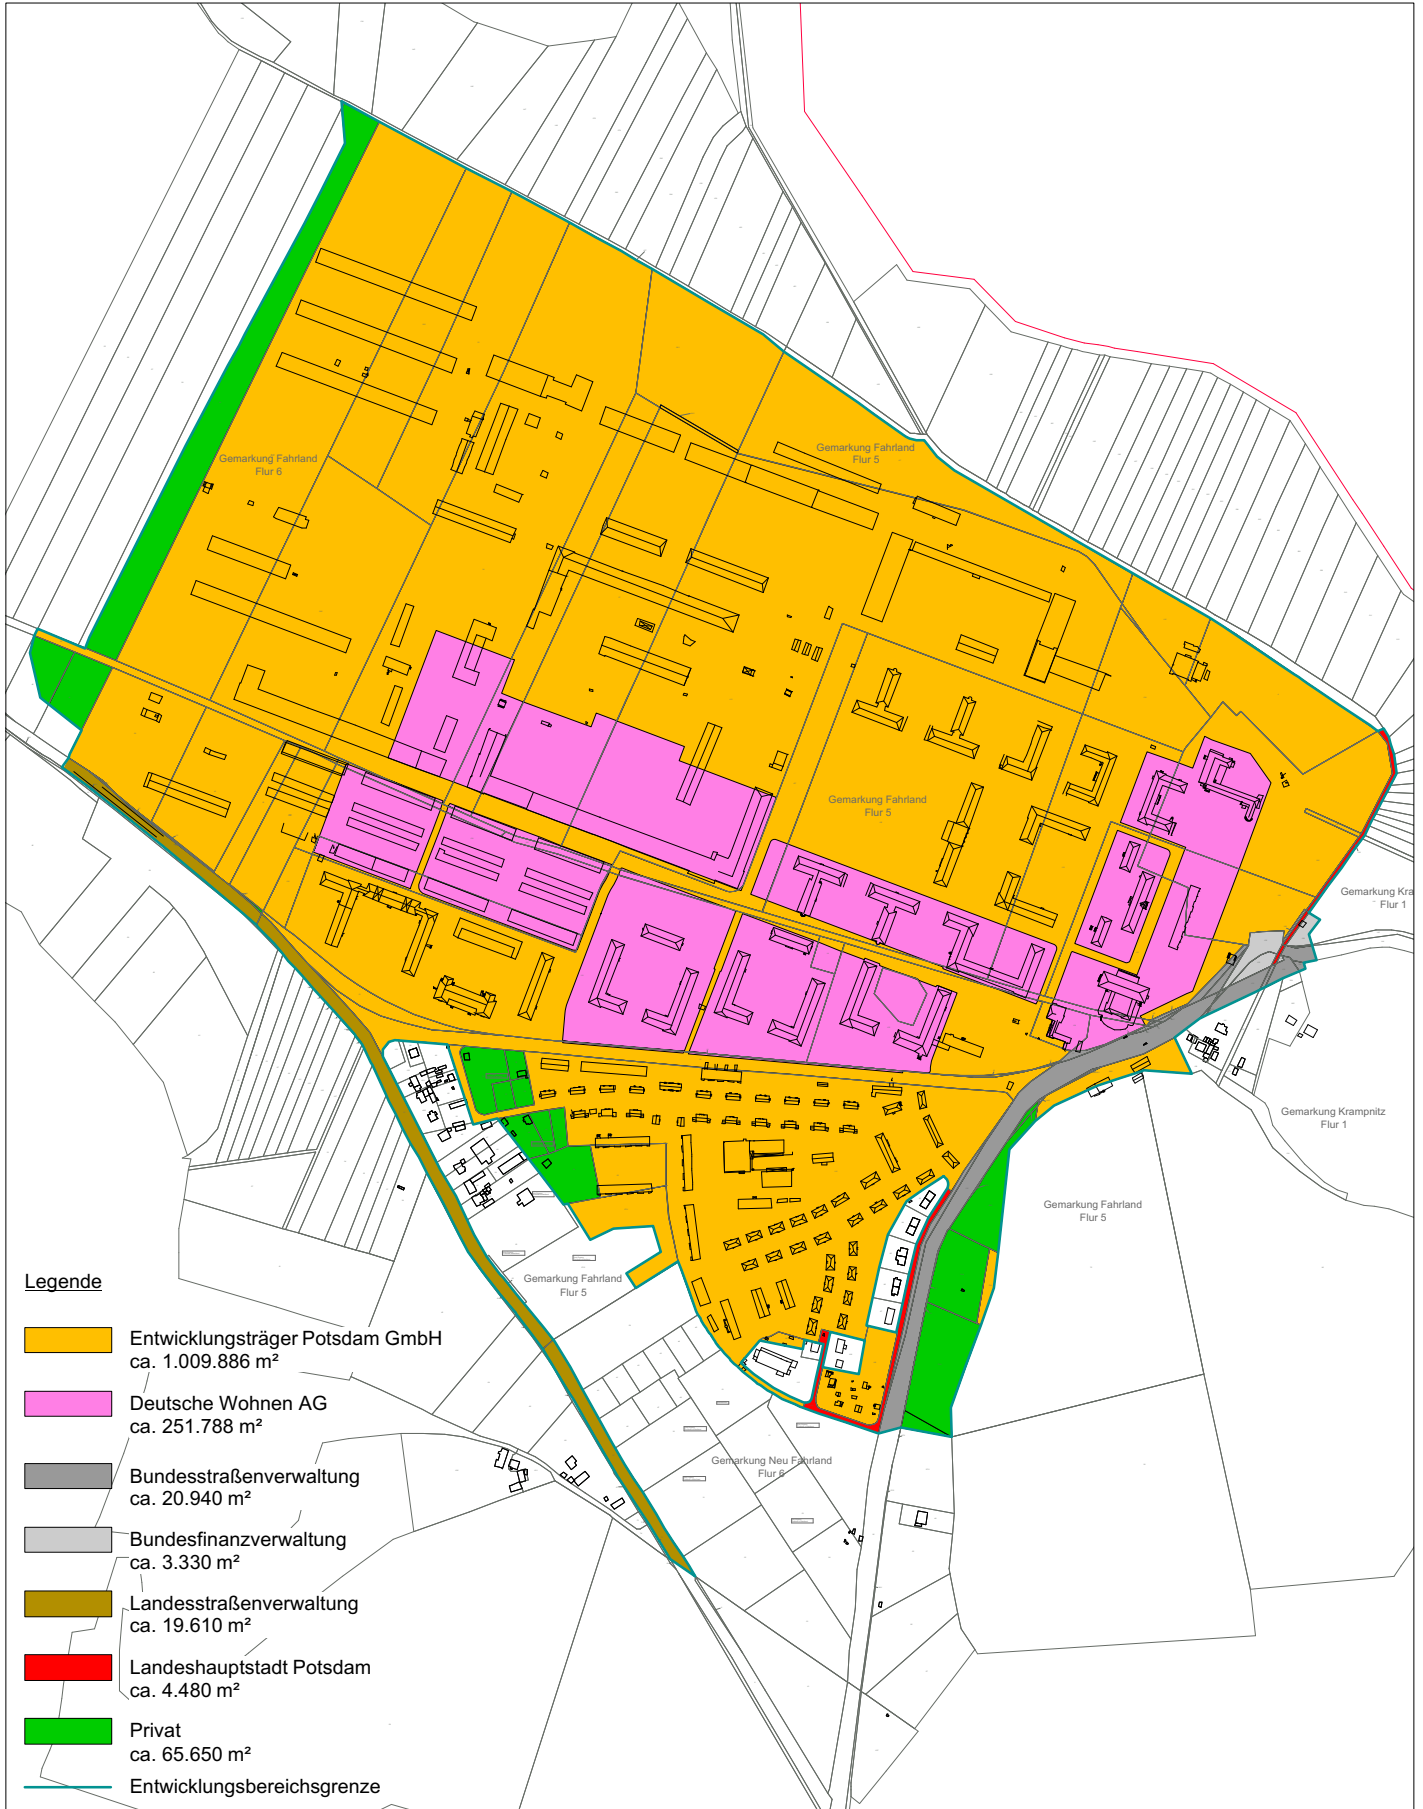 Gemarkung Fahrland
Flur 5
Gemarkung Fahrland
Flur 6
Gemarkung Fahrland
Flur 5
Gemarkung Kra
Flur 1
Gemarkung Krampnitz
Flur 1
Gemarkung Fahrland
Flur 5
Gemarkung Fahrland
Flur 5
Gemarkung Neu Fahrland
Flur 6
Legende
Entwicklungsträger Potsdam GmbH
ca. 1.009.886 m²
Deutsche Wohnen AG
ca. 251.788 m²
Bundesstraßenverwaltung
ca. 20.940 m²
Bundesfinanzverwaltung
ca. 3.330 m²
Landesstraßenverwaltung
ca. 19.610 m²
Landeshauptstadt Potsdam
ca. 4.480 m²
Privat
ca. 65.650 m²
Entwicklungsbereichsgrenze